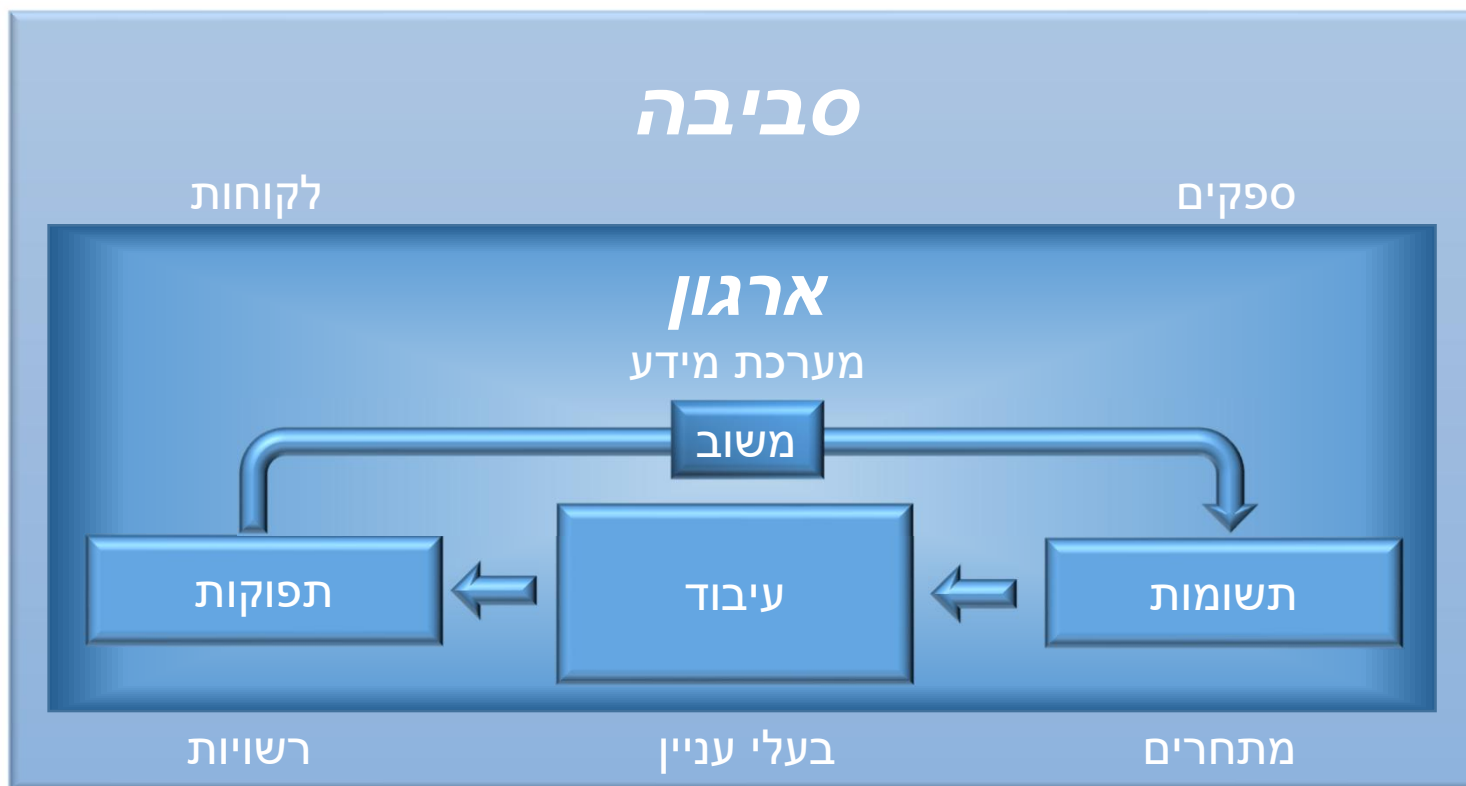 סביבה
ספקים
לקוחות
ארגון
מערכת מידע
משוב
תשומות
עיבוד
תפוקות
מתחרים
בעלי עניין
רשויות